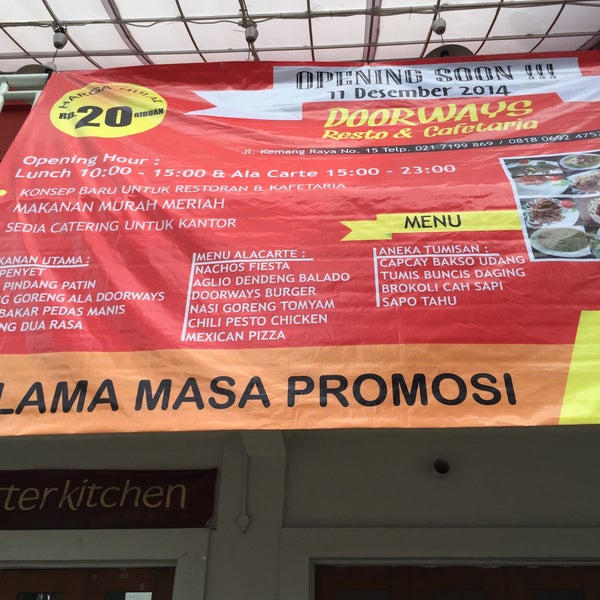 OPENING SOON !!!
11 Desember 2014
DOORWAYS
Resto & Cafetaria
Jl. Kemang Raya No. 15 Telp. 021 7199 869 / 0818 0692 4757
HARGA MULAI
Rp. 20 RIBUAN
Opening Hour :
Lunch 10:00 - 15:00 & Ala Carte 15:00 - 23:00
KONSEP BARU UNTUK RESTORAN & KAFETARIA
MAKANAN MURAH MERIAH
SEDIA CATERING UNTUK KANTOR
MENU
KANAN UTAMA :
PENYET
PINDANG PATIN
NG GORENG ALA DOORWAYS
BAKAR PEDAS MANIS
NG DUA RASA
MENU ALACARTE :
NACHOS FIESTA
AGLIO DENDENG BALADO
DOORWAYS BURGER
NASI GORENG TOMYAM
CHILI PESTO CHICKEN
MEXICAN PIZZA
ANEKA TUMISAN :
CAPCAY BAKSO UDANG
TUMIS BUNCIS DAGING
BROKOLI CAH SAPI
SAPO TAHU
LAMA MASA PROMOSI
rter kitchen